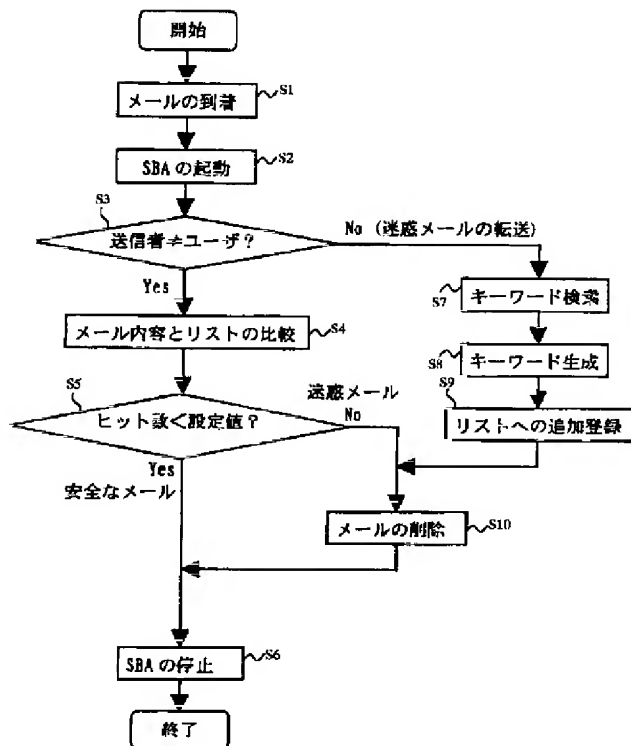 開始
メールの到着
S1
SBAの起動
S2
S3
送信者≠ユーザ?
No (迷惑メールの転送)
Yes
S7
キーワード検索
メール内容とリストの比較
S4
S8
キーワード生成
S5
ヒット数<設定値?
迷惑メール
No
S9
リストへの追加登録
Yes
安全なメール
メールの削除
S10
SBAの停止
S6
終了